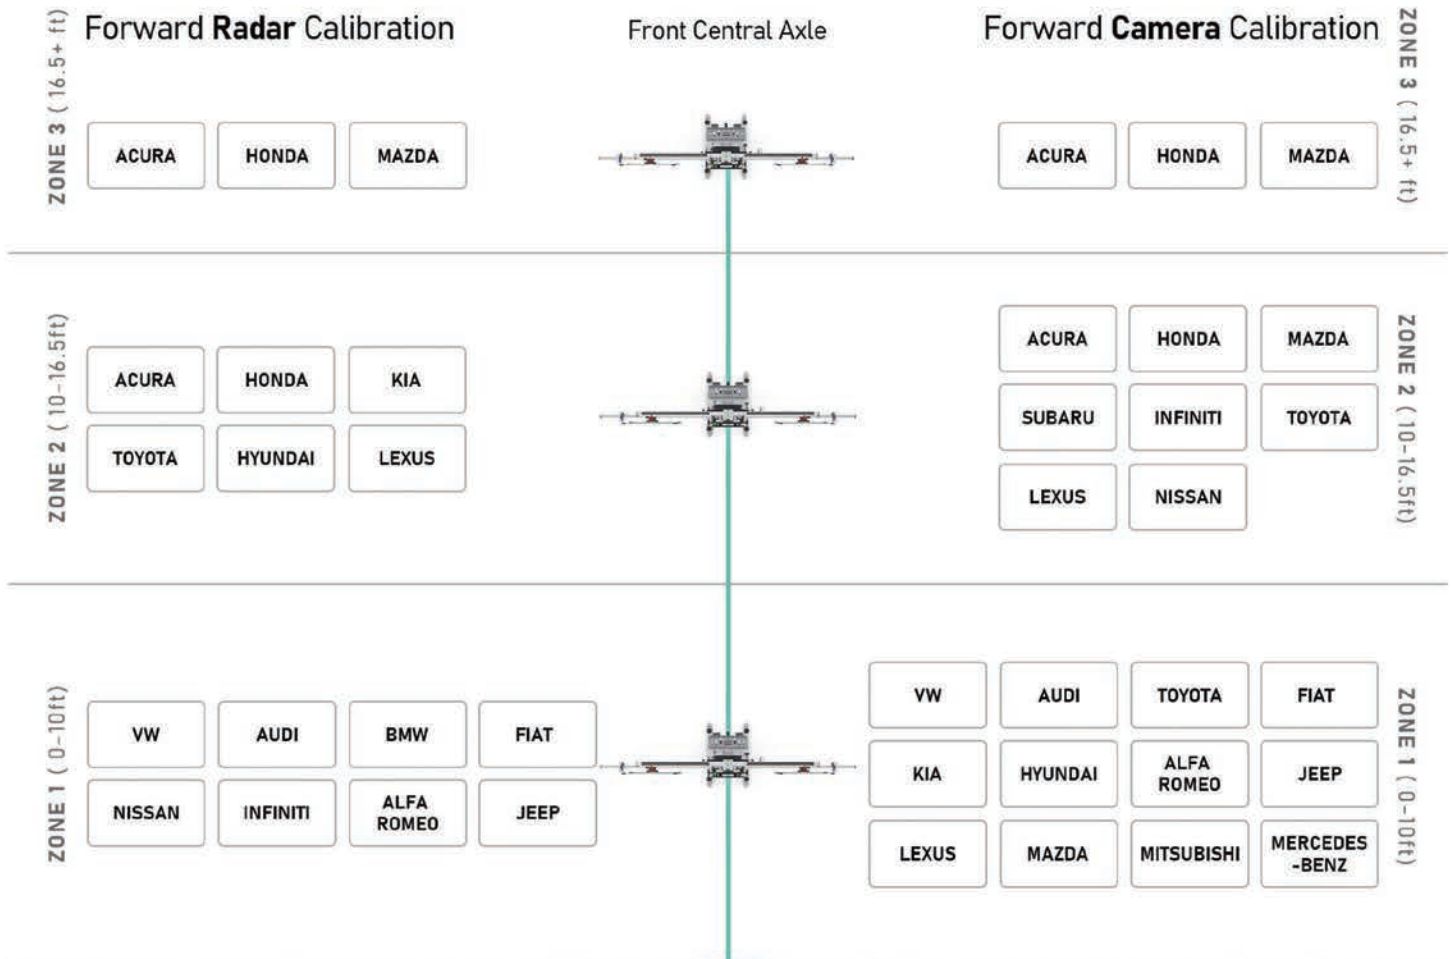 Forward Radar Calibration
Front Central Axle
Forward Camera Calibration
ZONE 3 ( 16.5+ ft)
ACURA HONDA MAZDA
ACURA HONDA MAZDA
ZONE 3 ( 16.5+ ft)
ZONE 2 ( 10-16.5ft)
ACURA HONDA KIA
TOYOTA HYUNDAI LEXUS
ACURA HONDA MAZDA
SUBARU INFINITI TOYOTA
LEXUS NISSAN
ZONE 2 ( 10-16.5ft)
ZONE 1 ( 0-10ft)
VW AUDI BMW FIAT
NISSAN INFINITI ALFA ROMEO JEEP
VW AUDI TOYOTA FIAT
KIA HYUNDAI ALFA ROMEO JEEP
LEXUS MAZDA MITSUBISHI MERCEDES-BENZ
ZONE 1 ( 0-10ft)